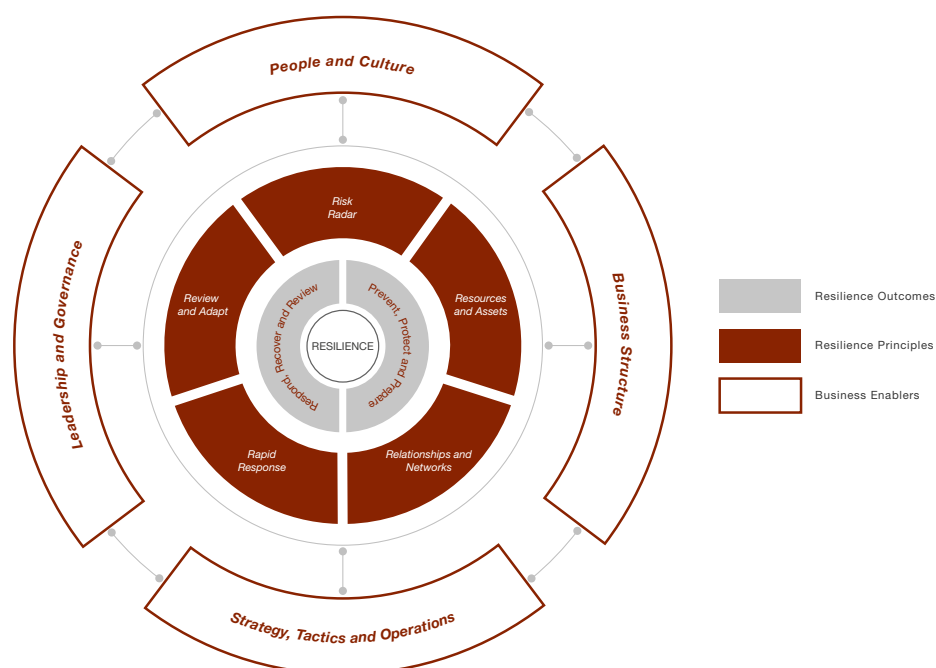 People and Culture
Leadership and Governance
Business Structure
Strategy, Tactics and Operations
Risk
Radar
Review
and Adapt
Resources
and Assets
Rapid
Response
Relationships and
Networks
Respond, Recover and Review
Prevent, Protect and Prepare
RESILIENCE
Resilience Outcomes
Resilience Principles
Business Enablers